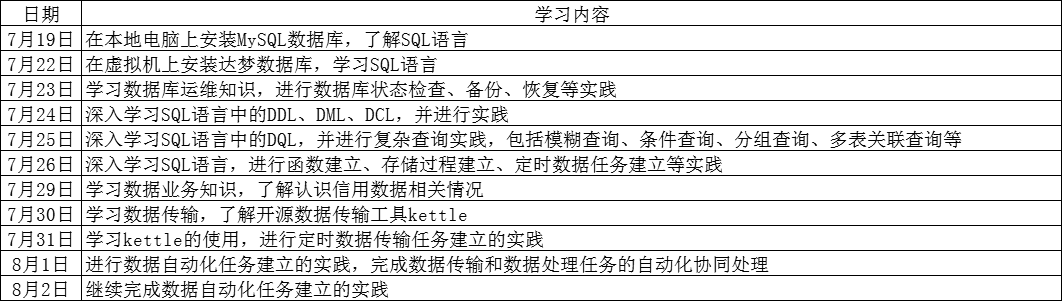 日期 学习内容
7月19日 在本地电脑上安装MySQL数据库，了解SQL语言
7月22日 在虚拟机上安装达梦数据库，学习SQL语言
7月23日 学习数据库运维知识，进行数据库状态检查、备份、恢复等实践
7月24日 深入学习SQL语言中的DDL、DML、DCL，并进行实践
7月25日 深入学习SQL语言中的DQL，并进行复杂查询实践，包括模糊查询、条件查询、分组查询、多表关联查询等
7月26日 深入学习SQL语言，进行函数建立、存储过程建立、定时数据任务建立等实践
7月29日 学习数据业务知识，了解认识信用数据相关情况
7月30日 学习数据传输，了解开源数据传输工具kettle
7月31日 学习kettle的使用，进行定时数据传输任务建立的实践
8月1日 进行数据自动化任务建立的实践，完成数据传输和数据处理任务的自动化协同处理
8月2日 继续完成数据自动化任务建立的实践